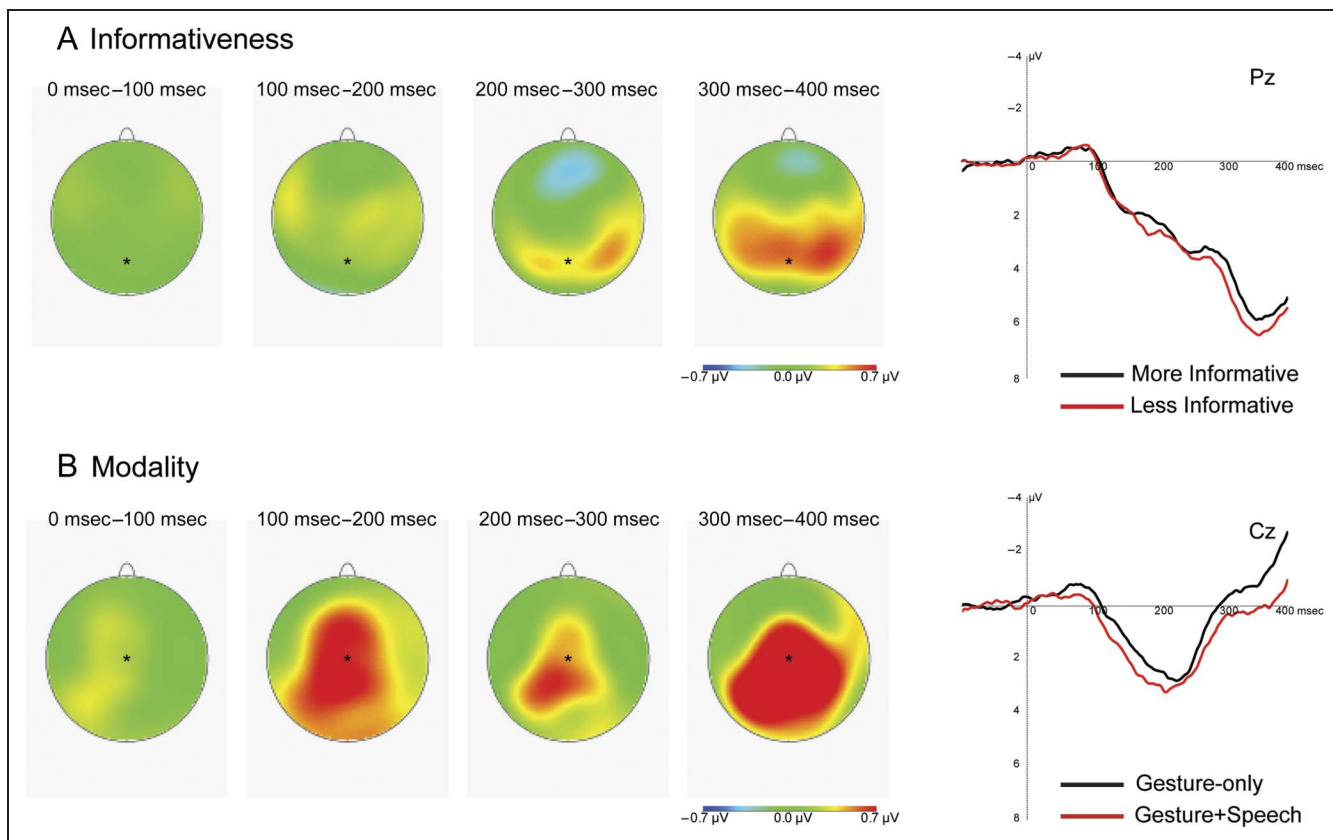 A Informativeness
0 msec–100 msec
100 msec–200 msec
200 msec–300 msec
300 msec–400 msec
*
*
*
*
−0.7 µV 0.0 µV 0.7 µV
−4 µV
Pz
−2
0 100 200 300 400 msec
2
4
6
8
More Informative
Less Informative
B Modality
0 msec–100 msec
100 msec–200 msec
200 msec–300 msec
300 msec–400 msec
*
*
*
*
−0.7 µV 0.0 µV 0.7 µV
−4 µV
Cz
−2
0 100 200 300 400 msec
2
4
6
8
Gesture-only
Gesture+Speech